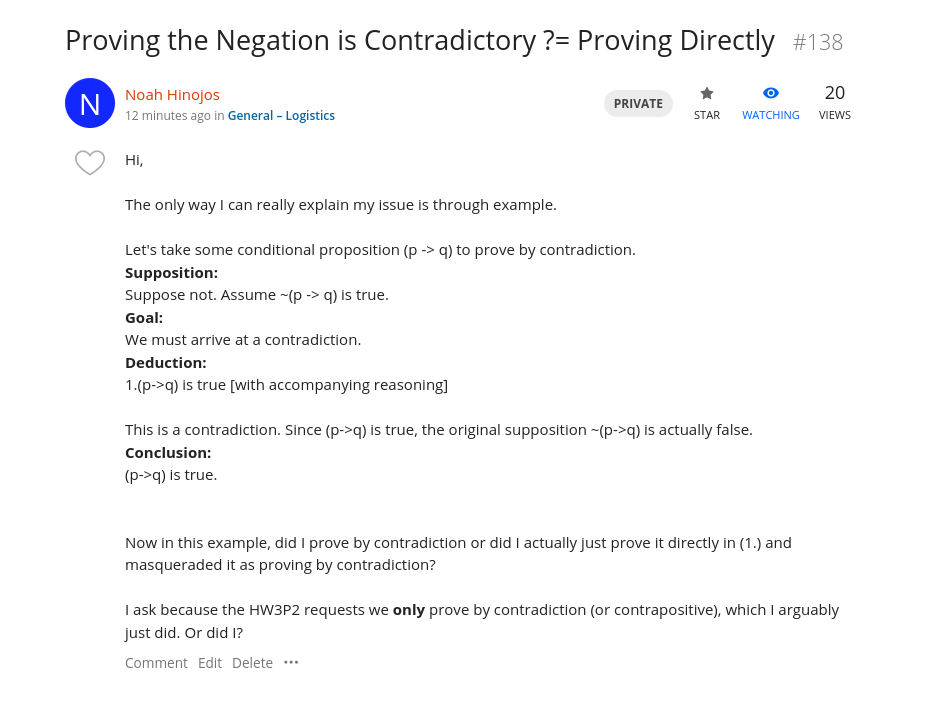 Proving the Negation is Contradictory ?= Proving Directly #138
N
Noah Hinojos
12 minutes ago in General – Logistics
PRIVATE
STAR
WATCHING
20
VIEWS
Hi,
The only way I can really explain my issue is through example.
Let's take some conditional proposition (p -> q) to prove by contradiction.
Supposition:
Suppose not. Assume ~(p -> q) is true.
Goal:
We must arrive at a contradiction.
Deduction:
1.(p->q) is true [with accompanying reasoning]
This is a contradiction. Since (p->q) is true, the original supposition ~(p->q) is actually false.
Conclusion:
(p->q) is true.
Now in this example, did I prove by contradiction or did I actually just prove it directly in (1.) and
masqueraded it as proving by contradiction?
I ask because the HW3P2 requests we only prove by contradiction (or contrapositive), which I arguably
just did. Or did I?
Comment Edit Delete ···